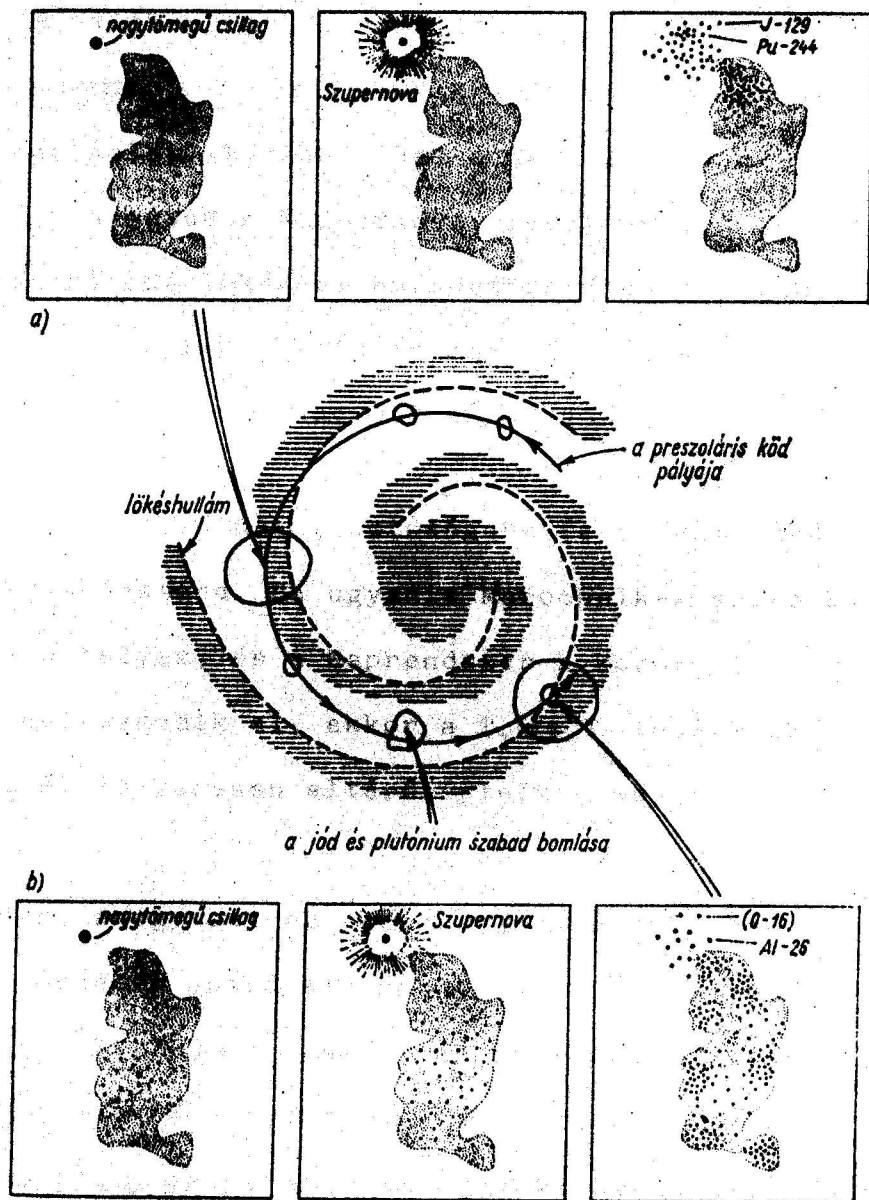 nagytömegű csillag
Szupernova
J-129
Pu-244
a)
a preszoláris köd
pályája
lökéshullám
a jód és plutónium szabad bomlása
b)
nagytömegű csillag
Szupernova
(O-16)
Al-26